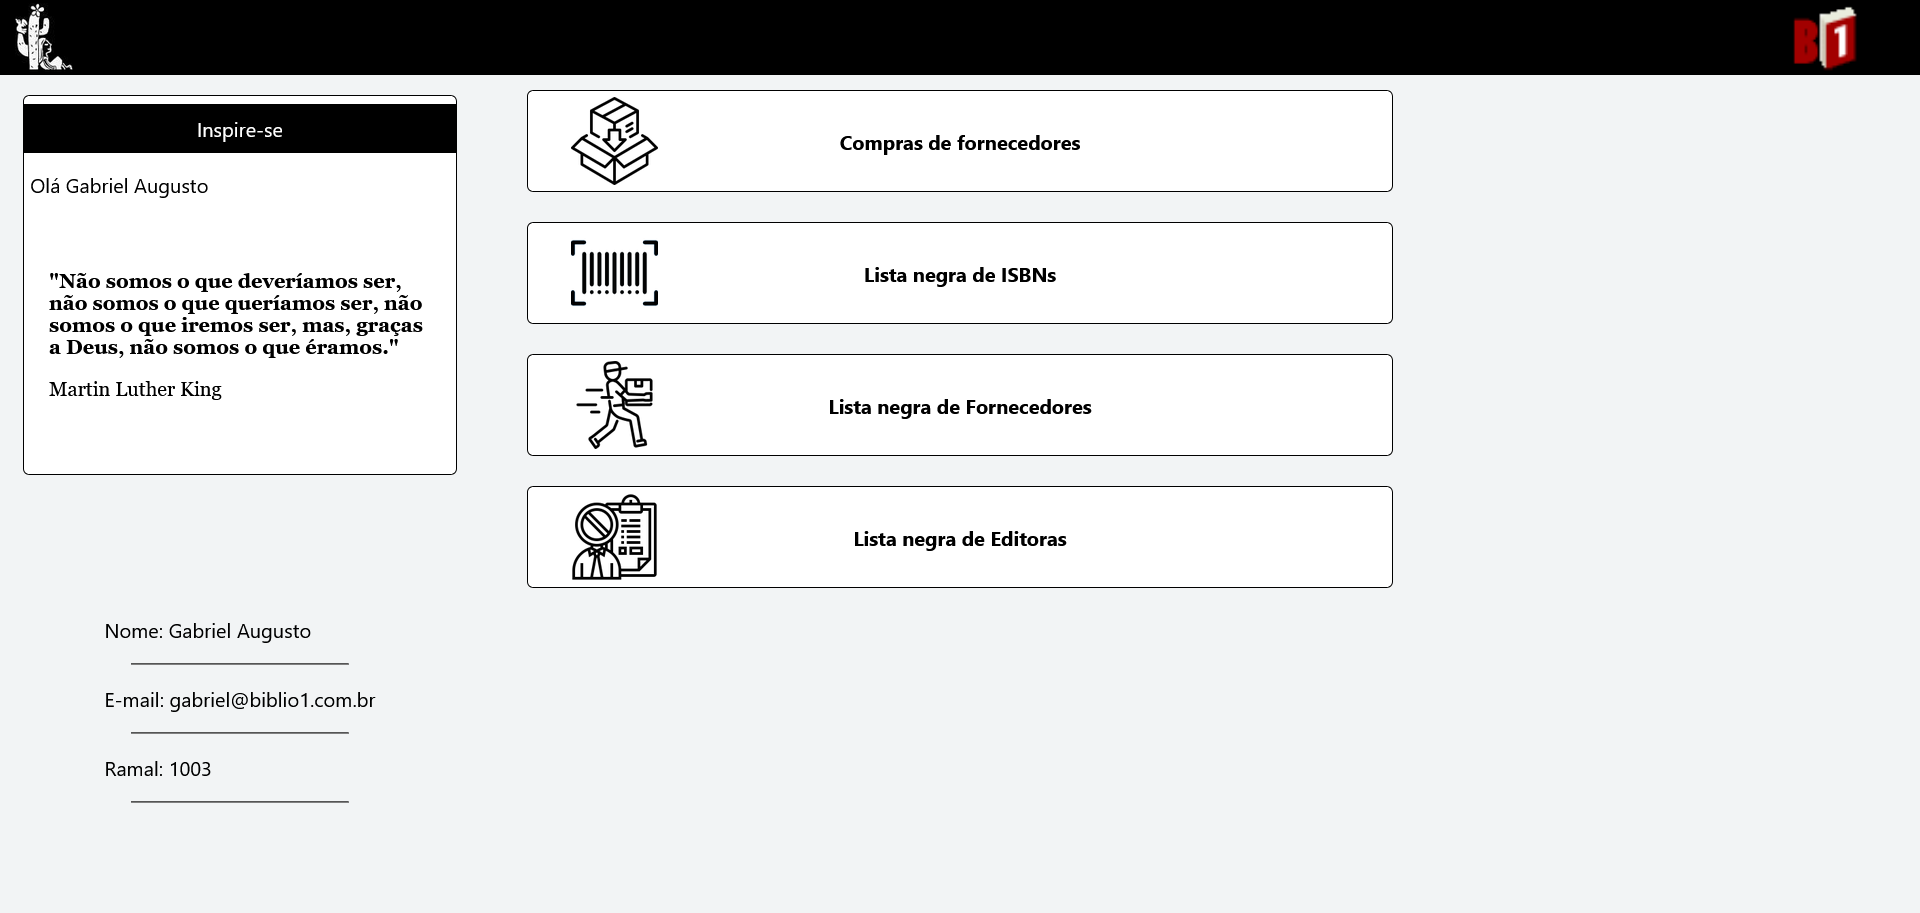 B1
Inspire-se
Olá Gabriel Augusto
"Não somos o que deveríamos ser,
não somos o que queríamos ser, não
somos o que iremos ser, mas, graças
a Deus, não somos o que éramos."
Martin Luther King
Nome: Gabriel Augusto
E-mail: gabriel@biblio1.com.br
Ramal: 1003
Compras de fornecedores
Lista negra de ISBNs
Lista negra de Fornecedores
Lista negra de Editoras